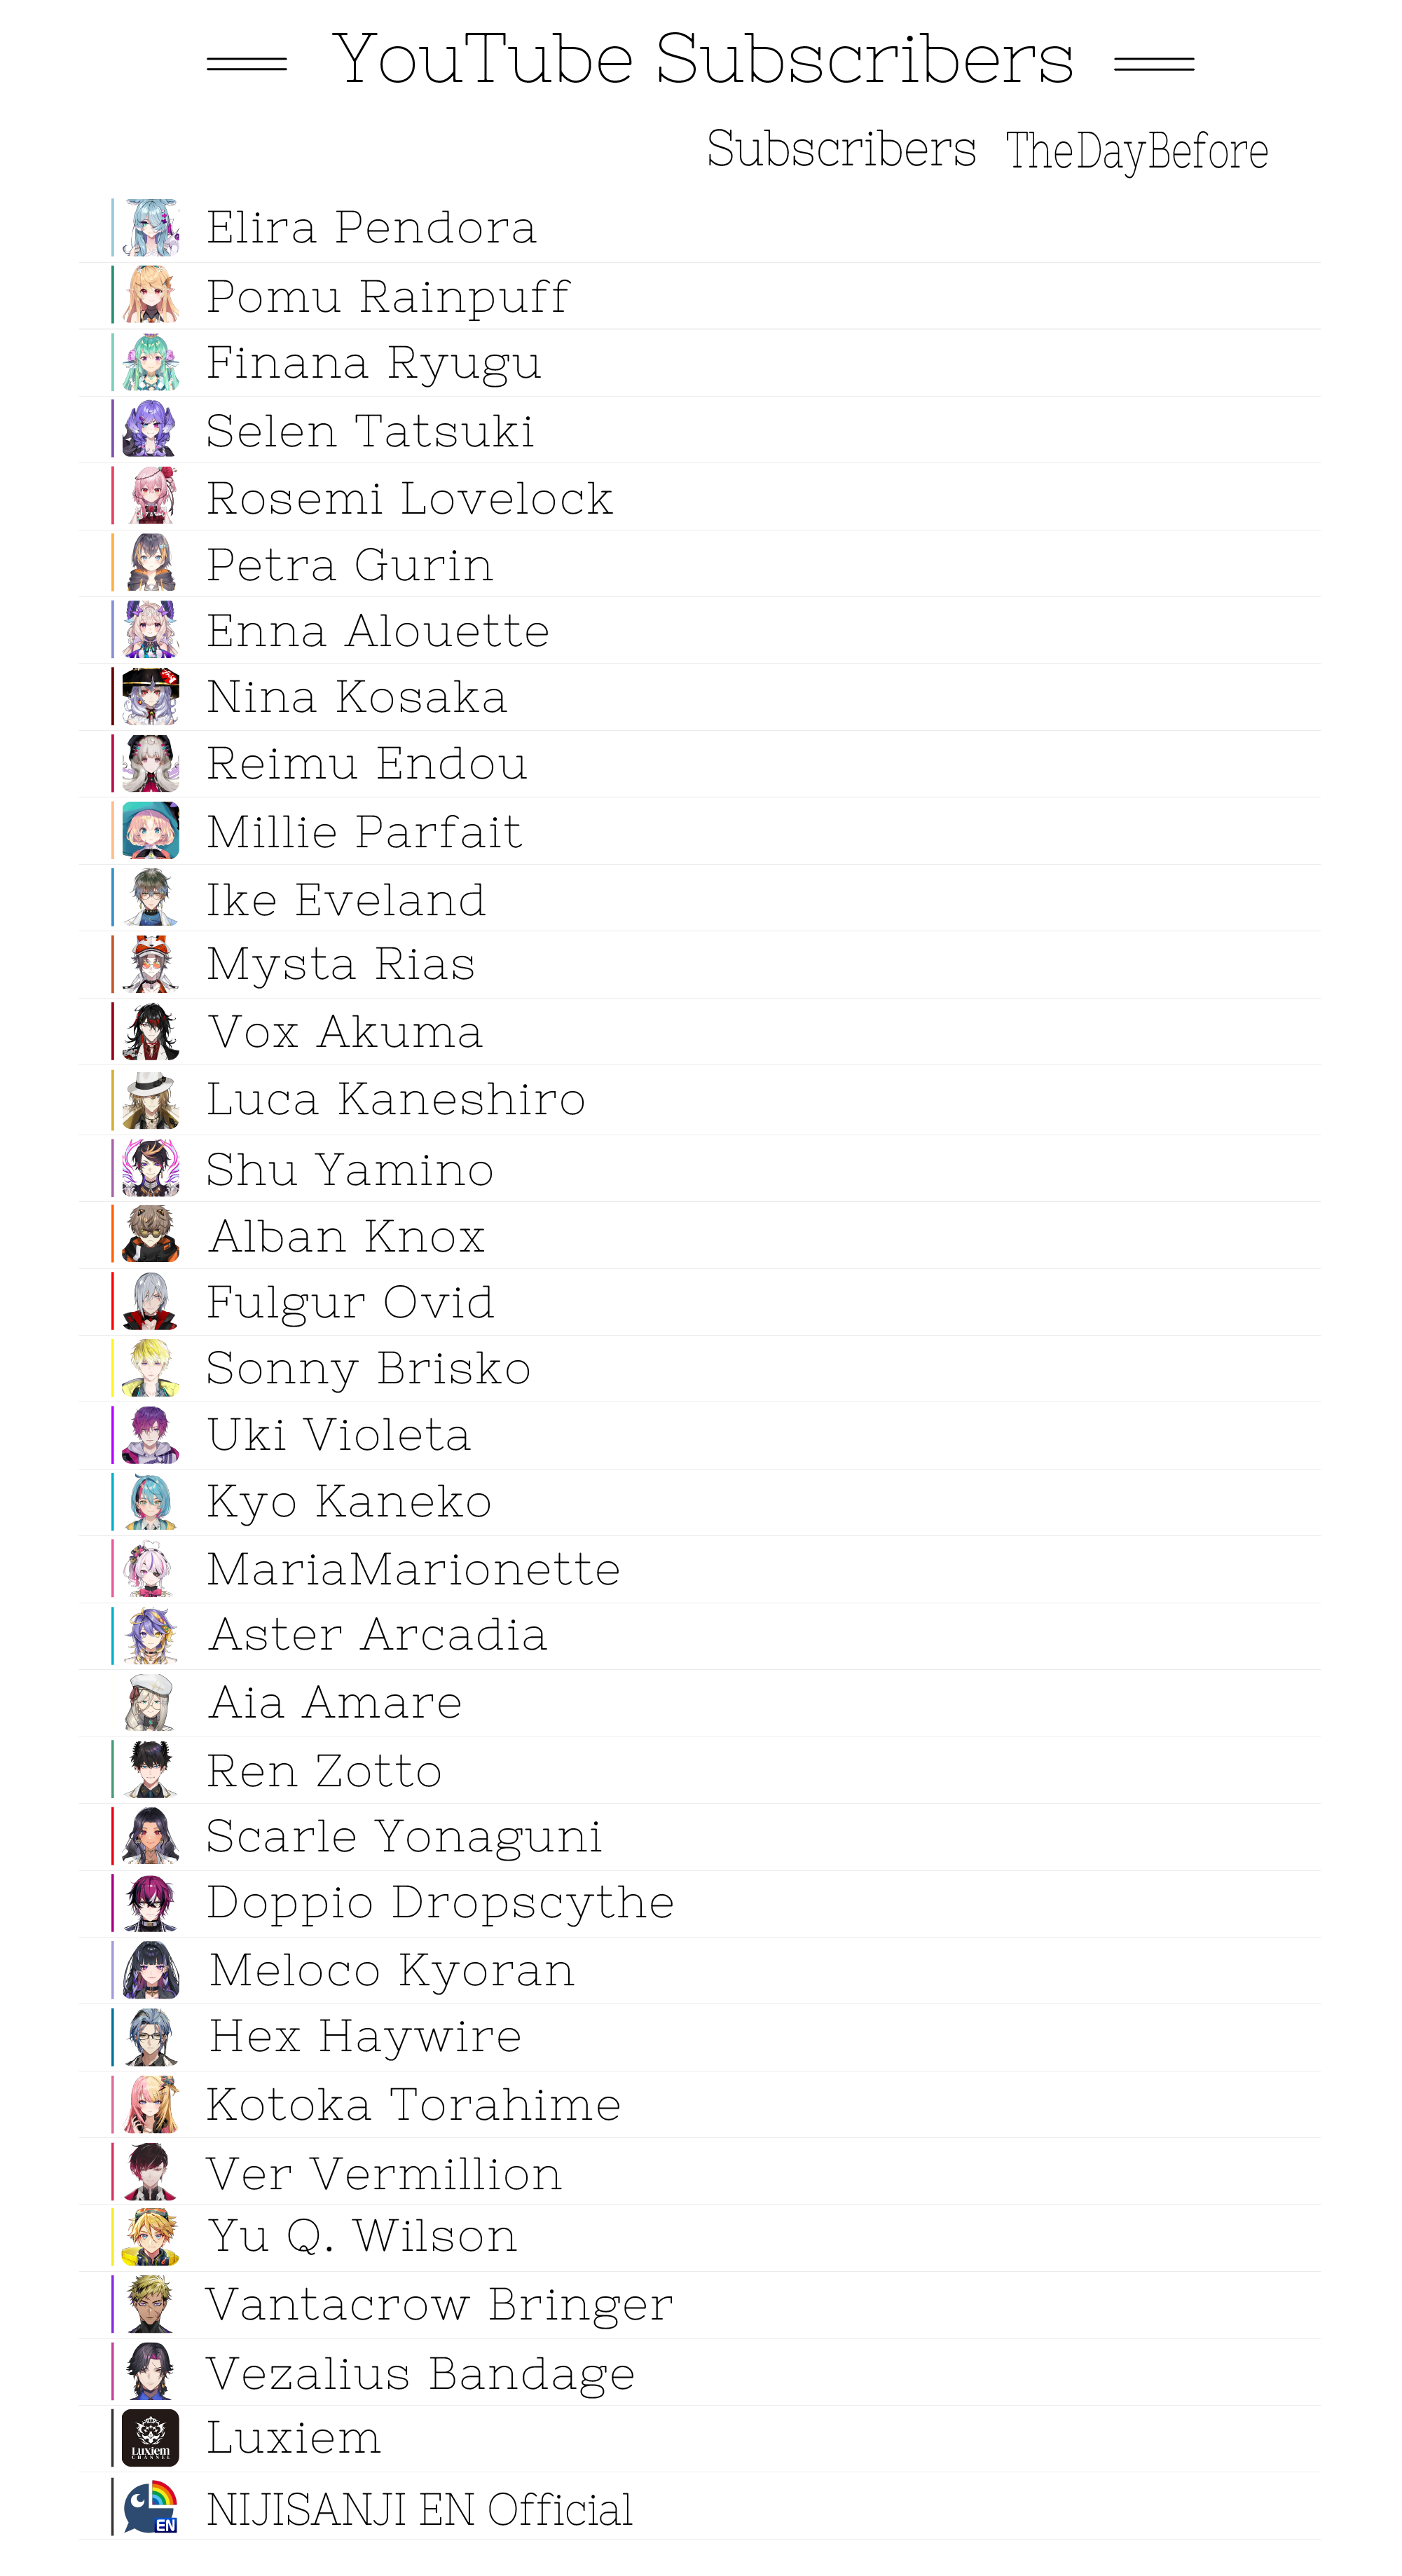 YouTube Subscribers
Subscribers TheDayBefore
Elira Pendora
Pomu Rainpuff
Finana Ryugu
Selen Tatsuki
Rosemi Lovelock
Petra Gurin
Enna Alouette
Nina Kosaka
Reimu Endou
Millie Parfait
Ike Eveland
Mysta Rias
Vox Akuma
Luca Kaneshiro
Shu Yamino
Alban Knox
Fulgur Ovid
Sonny Brisko
Uki Violeta
Kyo Kaneko
MariaMarionette
Aster Arcadia
Aia Amare
Ren Zotto
Scarle Yonaguni
Doppio Dropscythe
Meloco Kyoran
Hex Haywire
Kotoka Torahime
Ver Vermillion
Yu Q. Wilson
Vantacrow Bringer
Vezalius Bandage
Luxiem
CHANNEL
Luxiem
EN
NIJISANJI EN Official